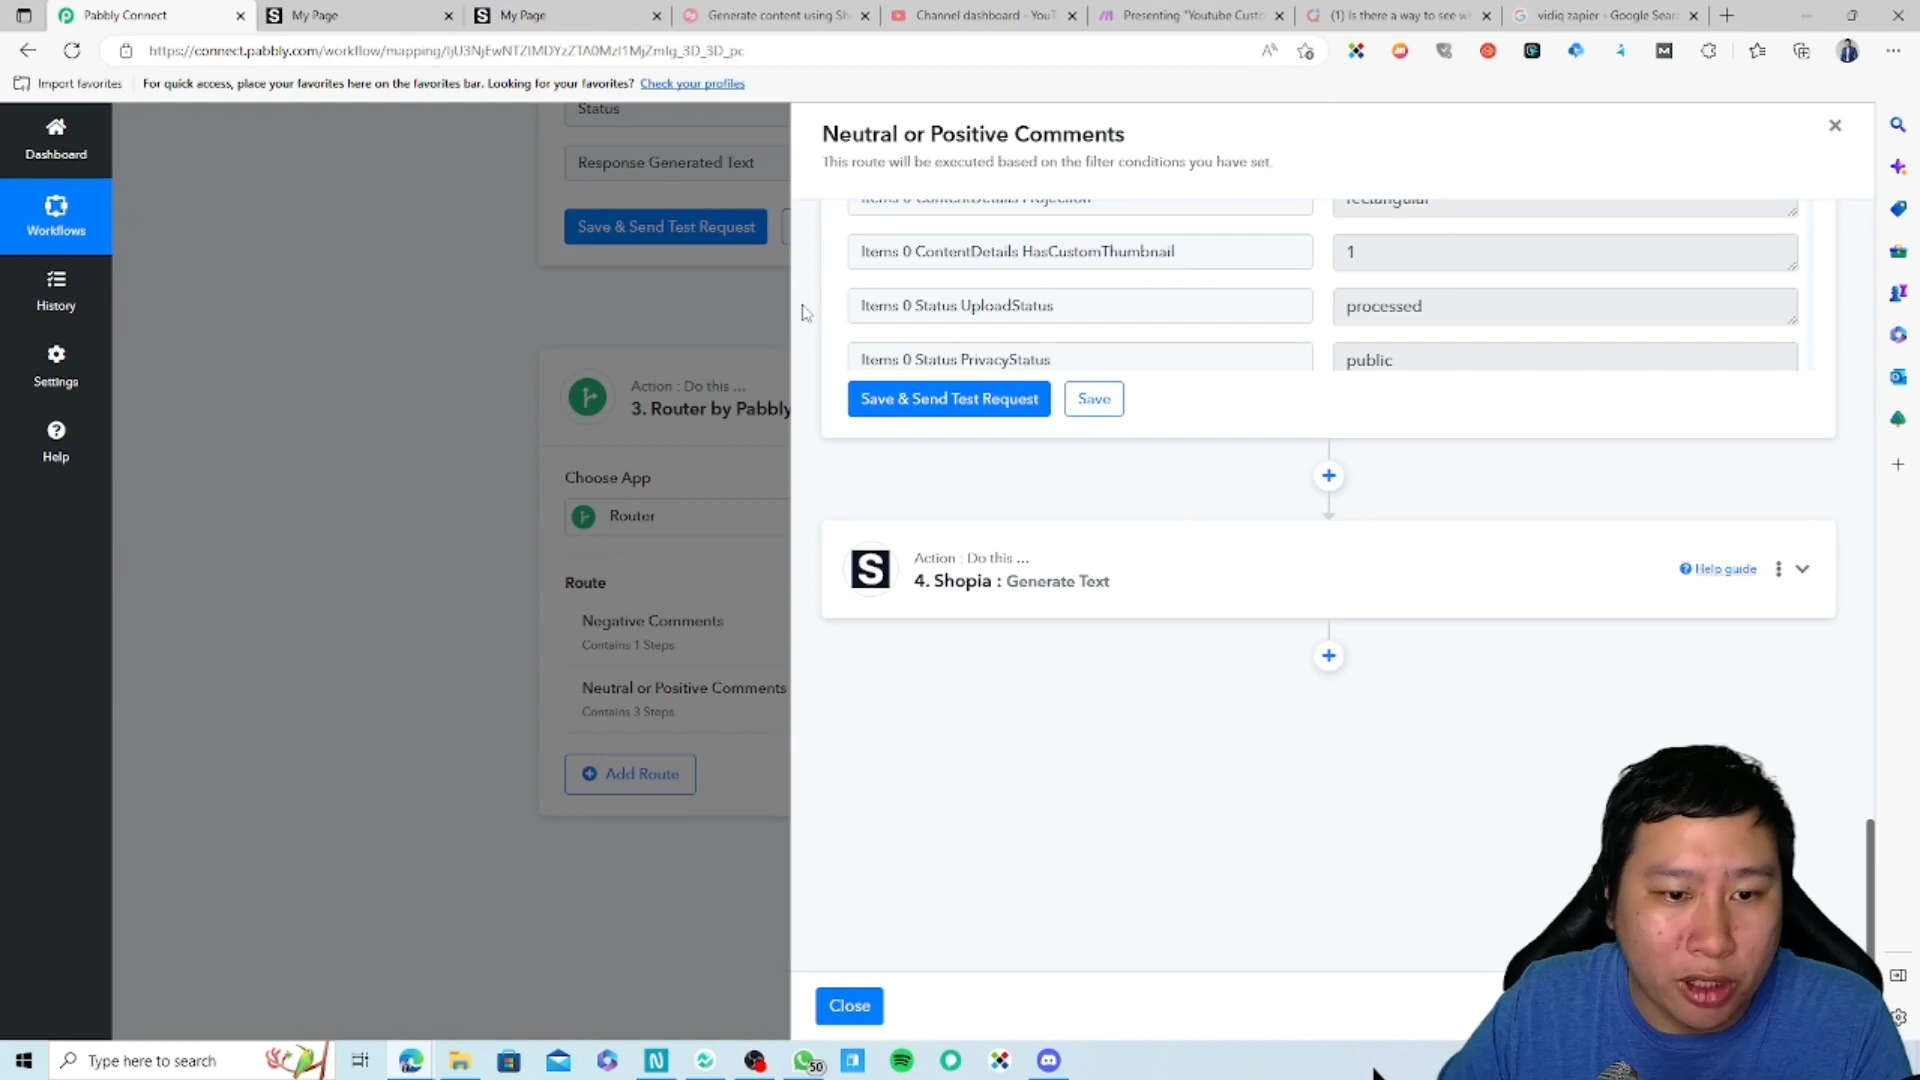 Pabbly Connect
My Page
My Page
Generate content using Sh
Channel dashboard - YouT
Presenting "Youtube Custo
(1) Is there a way to see w
vidiq zapier - Google Sear
https://connect.pabbly.com/workflow/mapping/IjU3NjEwNTZlMDYzZTA0MzI1MjZmIg_3D_3D_pc
Import favorites
For quick access, place your favorites here on the favorites bar. Looking for your favorites? Check your profiles
Dashboard
Workflows
History
Settings
Help
Status
Response Generated Text
Save & Send Test Request
Action : Do this ...
3. Router by Pabbly
Choose App
Router
Route
Negative Comments
Contains 1 Steps
Neutral or Positive Comments
Contains 3 Steps
Add Route
Neutral or Positive Comments
This route will be executed based on the filter conditions you have set.
Items 0 ContentDetails Projection
rectangular
Items 0 ContentDetails HasCustomThumbnail
1
Items 0 Status UploadStatus
processed
Items 0 Status PrivacyStatus
public
Save & Send Test Request
Save
Action : Do this ...
4. Shopia : Generate Text
Help guide
Close
Type here to search
50